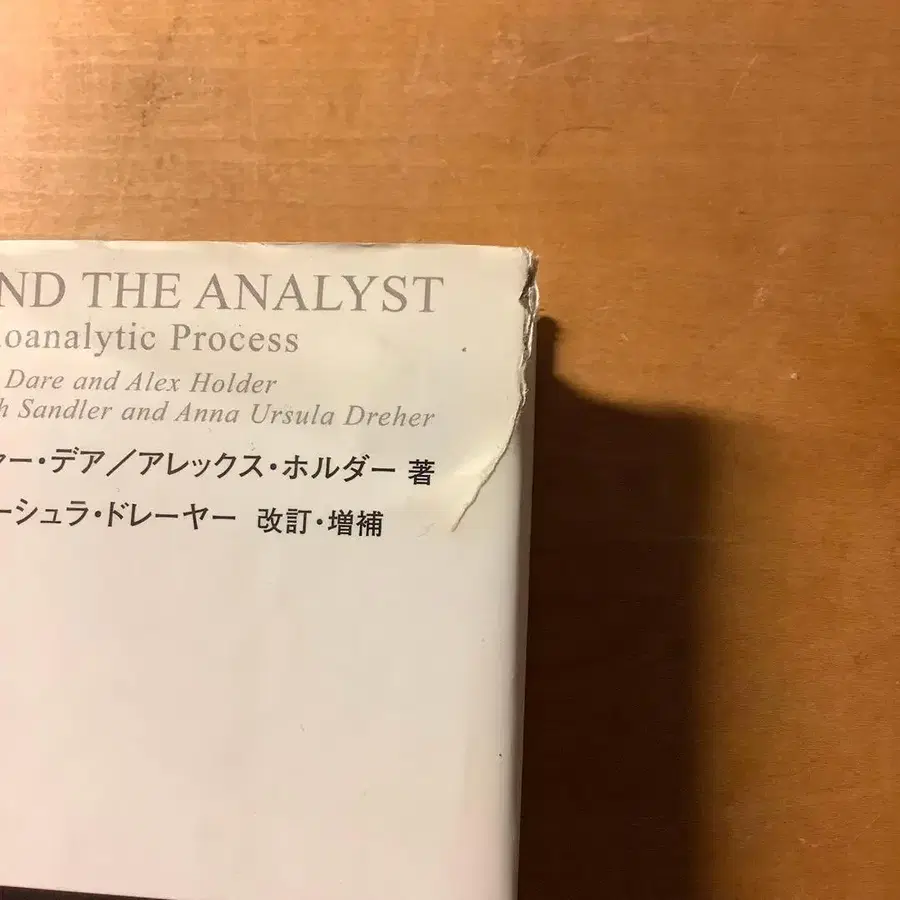 ND THE ANALYST
oanalytic Process
Dare and Alex Holder
h Sandler and Anna Ursula Dreher
ー・デア／アレックス・ホルダー 著
ーシュラ・ドレーヤー 改訂・増補